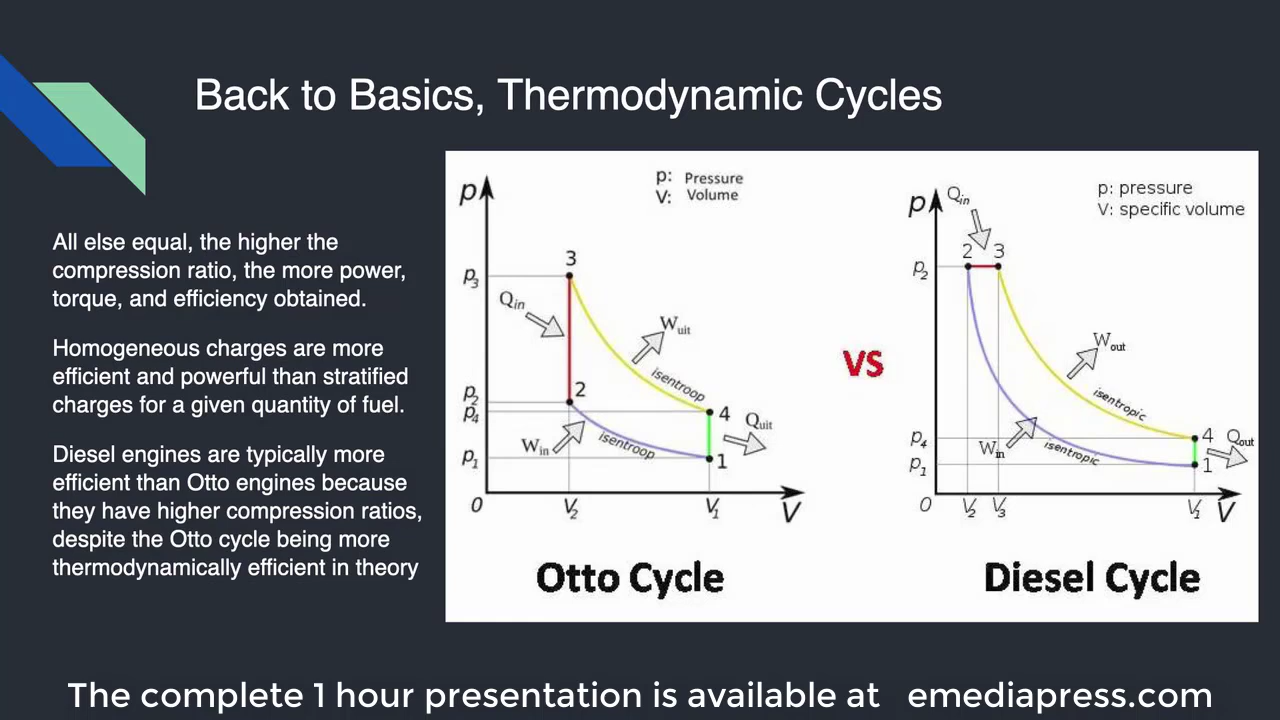 Back to Basics, Thermodynamic Cycles
All else equal, the higher the
compression ratio, the more power,
torque, and efficiency obtained.
Homogeneous charges are more
efficient and powerful than stratified
charges for a given quantity of fuel.
Diesel engines are typically more
efficient than Otto engines because
they have higher compression ratios,
despite the Otto cycle being more
thermodynamically efficient in theory
p: Pressure
V: Volume
p
3
p3
Qin
Wuit
isentroop
2
p2
p4
4
Quit
Win
isentroop
p1
1
0
V2
V1
V
Otto Cycle
VS
p: pressure
V: specific volume
p
Qin
2
3
p2
Wout
isentropic
p4
4
Qout
Win
isentropic
p1
1
0
V2
V3
V1
V
Diesel Cycle
The complete 1 hour presentation is available at emediapress.com